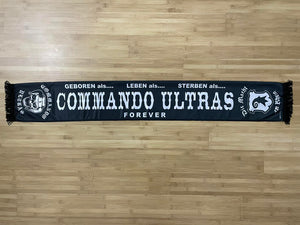 GEBOREN als.... LEBEN als.... STERBEN als....
COMMANDO ULTRAS
FOREVER